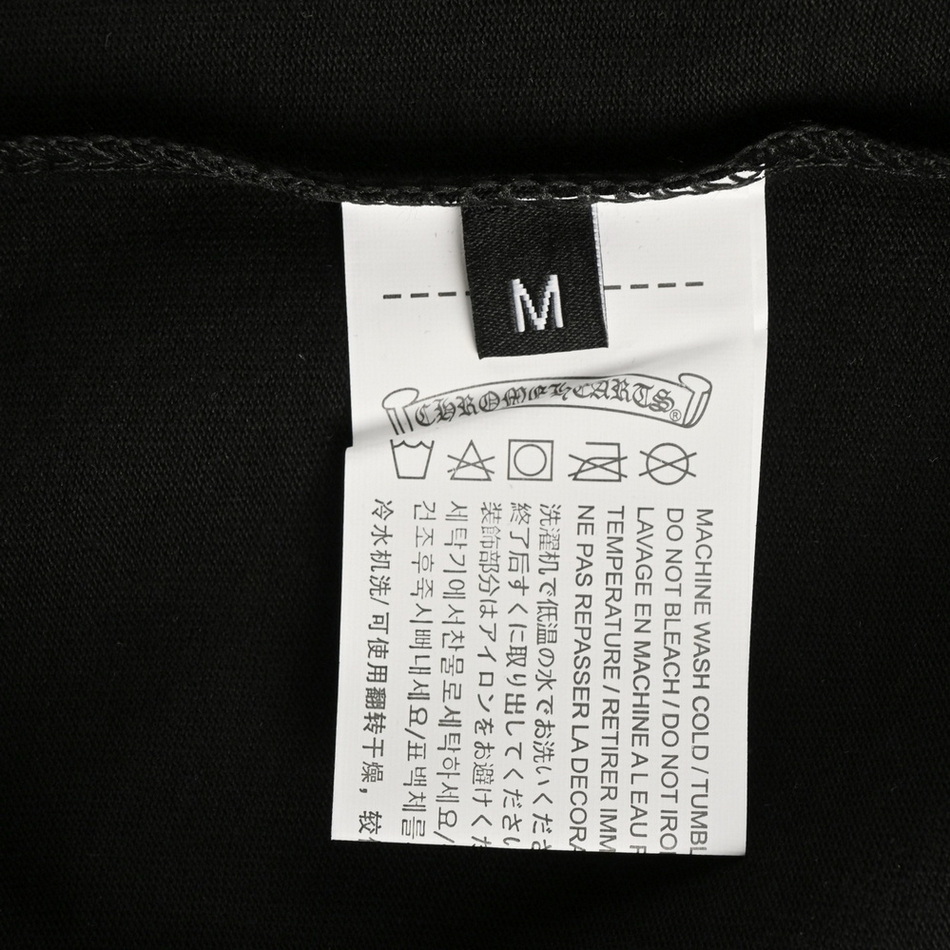 M
CHROME HEARTS®
MACHINE WASH COLD / TUMBL
DO NOT BLEACH / DO NOT IRO
LAVAGE EN MACHINE A L EAU F
TEMPERATURE / RETIRER IMM
NE PAS REPASSER LA DECORA
洗濯机で低温の水でお洗いくださ
終了后すくに取り出してください
装飾部分はアイロンをお避けくだ
세탁기에서찬물로세탁하세요/
건조후즉시빼내세요/표백제를
冷水机洗/可使用翻转干燥，较